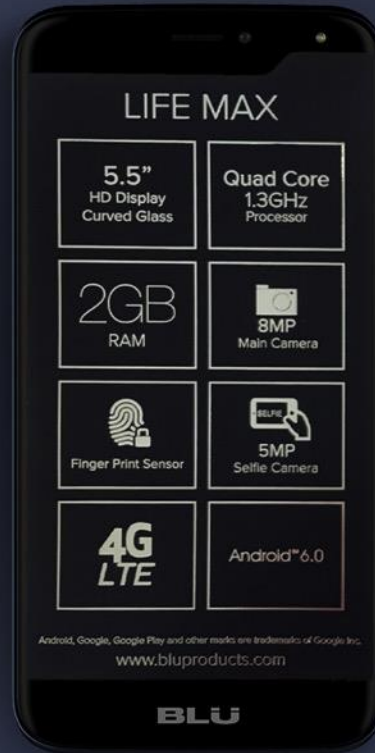 LIFE MAX
5.5”
HD Display
Curved Glass
Quad Core
1.3GHz
Processor
2GB
RAM
8MP
Main Camera
Finger Print Sensor
SELFIE
5MP
Selfie Camera
4G
LTE
Android™6.0
Android, Google, Google Play and other marks are trademarks of Google Inc.
www.bluproducts.com
BLU